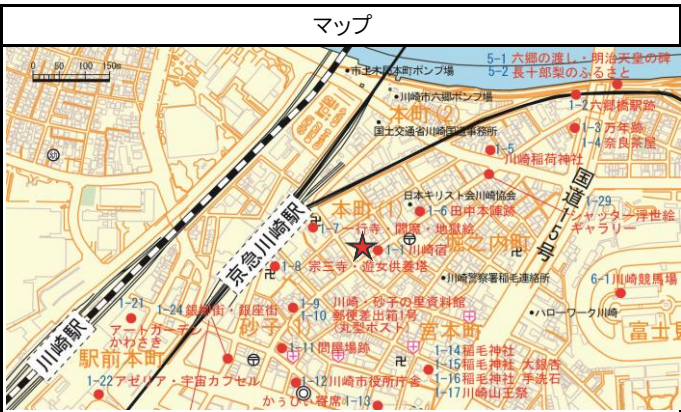 マップ
0 50 100 150m
5-1 六郷の渡し・明治天皇の碑
5-2 長十郎梨のふるさと
市上末広本町ポンプ場
川崎市六郷ポンプ場
本町(2)
国土交通省川崎国道事務所
1-2 六郷橋駅跡
1-3 万年跡
1-4 奈良茶屋
1-5
川崎稲荷神社
国道15号
1-29
シャッター浮世絵
ギャラリー
日本キリスト会川崎協会
本町(1)
1-6 田中本陣跡
1-7 一行寺・閻魔・地獄絵
堀之内町
京急川崎駅
1-1 川崎宿
1-8 宗三寺・遊女供養塔
川崎警察署稲毛連絡所
6-1 川崎競馬場
1-9 川崎・砂子の里資料館
1-10 郵便差出箱1号
(丸型ポスト)
ハローワーク川崎
1-21
アートガーデン
かわさき
1-24 銀柳街・銀座街
砂子(1)
宮本町
富士見
川崎駅
駅前本町
1-11 問屋場跡
1-14 稲毛神社
1-15 稲毛神社 大銀杏
1-16 稲毛神社 手洗石
1-17 川崎山王祭
1-22 アゼリア・宇宙カプセル
1-12 川崎市役所庁舎
かぅひぃ寄席 1-13